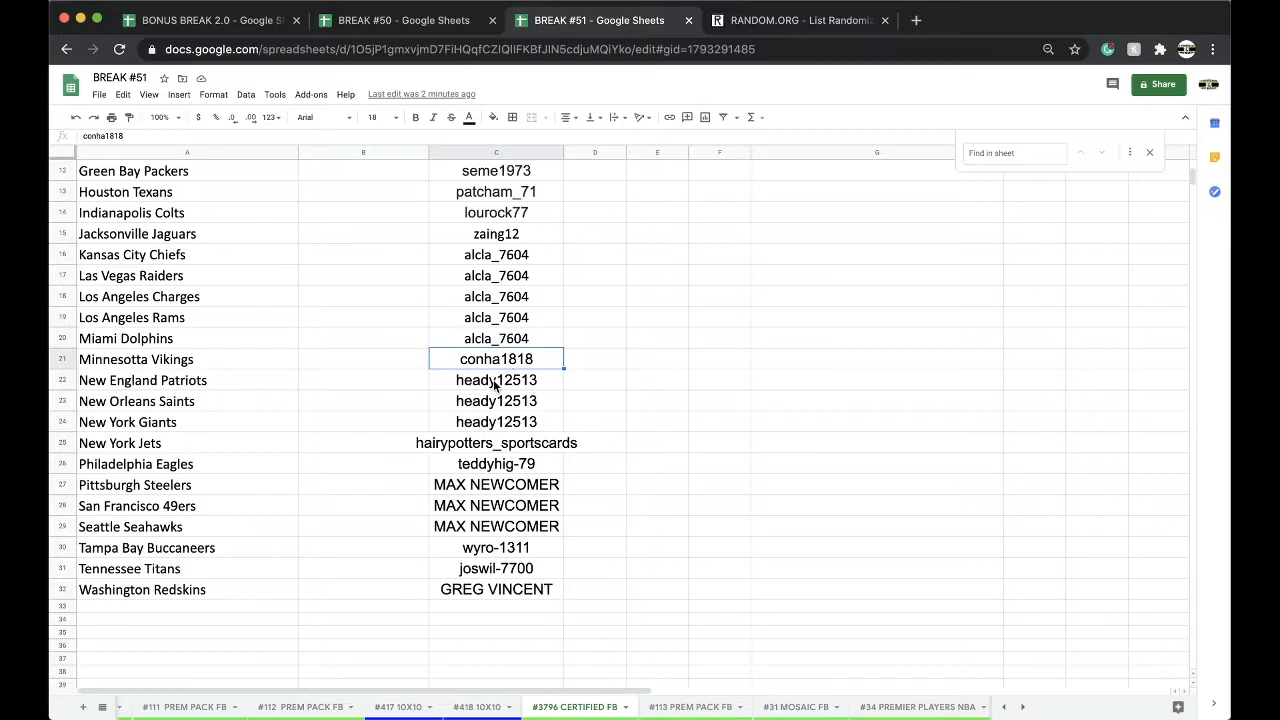 BONUS BREAK 2.0 - Google S
BREAK #50 - Google Sheets
BREAK #51 - Google Sheets
RANDOM.ORG - List Randomiz
docs.google.com/spreadsheets/d/1O5jP1gmxvjmD7FiHQqfCZIQlIFKBfJIN5cdjuMQiYko/edit#gid=1793291485
BREAK #51
File Edit View Insert Format Data Tools Add-ons Help Last edit was 2 minutes ago
Share
100% $ % .0 .00 123 Arial 18 B I S A
fx conha1818
Find in sheet
A B C D E F G
12 Green Bay Packers seme1973
13 Houston Texans patcham_71
14 Indianapolis Colts lourock77
15 Jacksonville Jaguars zaing12
16 Kansas City Chiefs alcla_7604
17 Las Vegas Raiders alcla_7604
18 Los Angeles Charges alcla_7604
19 Los Angeles Rams alcla_7604
20 Miami Dolphins alcla_7604
21 Minnesotta Vikings conha1818
22 New England Patriots heady12513
23 New Orleans Saints heady12513
24 New York Giants heady12513
25 New York Jets hairypotters_sportscards
26 Philadelphia Eagles teddyhig-79
27 Pittsburgh Steelers MAX NEWCOMER
28 San Francisco 49ers MAX NEWCOMER
29 Seattle Seahawks MAX NEWCOMER
30 Tampa Bay Buccaneers wyro-1311
31 Tennessee Titans joswil-7700
32 Washington Redskins GREG VINCENT
33
34
35
36
37
38
39
#111 PREM PACK FB #112 PREM PACK FB #417 10X10 #418 10X10 #3796 CERTIFIED FB #113 PREM PACK FB #31 MOSAIC FB #34 PREMIER PLAYERS NBA